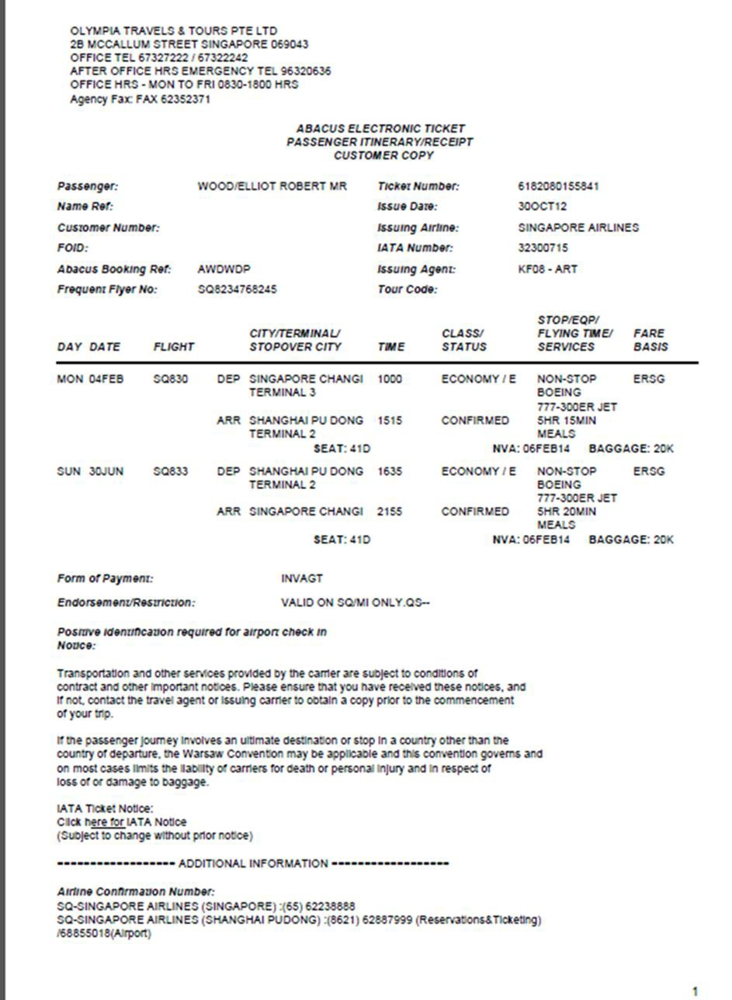 OLYMPIA TRAVELS & TOURS PTE LTD
2B MCCALLUM STREET SINGAPORE 069043
OFFICE TEL 67327222 / 67322242
AFTER OFFICE HRS EMERGENCY TEL 96320636
OFFICE HRS - MON TO FRI 0830-1800 HRS
Agency Fax: FAX 62352371
ABACUS ELECTRONIC TICKET
PASSENGER ITINERARY/RECEIPT
CUSTOMER COPY
Passenger: WOOD/ELLIOT ROBERT MR Ticket Number: 6182080155841
Name Ref: Issue Date: 30OCT12
Customer Number: Issuing Airline: SINGAPORE AIRLINES
FOID: IATA Number: 32300715
Abacus Booking Ref: AWDWDP Issuing Agent: KF08 - ART
Frequent Flyer No: SQ8234768245 Tour Code:
STOP/EQP/
CITY/TERMINAL/ CLASS/ FLYING TIME/ FARE
DAY DATE FLIGHT STOPOVER CITY TIME STATUS SERVICES BASIS
MON 04FEB SQ830 DEP SINGAPORE CHANGI 1000 ECONOMY / E NON-STOP ERSG
TERMINAL 3 BOEING
777-300ER JET
ARR SHANGHAI PU DONG 1515 CONFIRMED 5HR 15MIN
TERMINAL 2 MEALS
SEAT: 41D NVA: 06FEB14 BAGGAGE: 20K
SUN 30JUN SQ833 DEP SHANGHAI PU DONG 1635 ECONOMY / E NON-STOP ERSG
TERMINAL 2 BOEING
777-300ER JET
ARR SINGAPORE CHANGI 2155 CONFIRMED 5HR 20MIN
MEALS
SEAT: 41D NVA: 06FEB14 BAGGAGE: 20K
Form of Payment: INVAGT
Endorsement/Restriction: VALID ON SQ/MI ONLY.QS--
Positive identification required for airport check in
Notice:
Transportation and other services provided by the carrier are subject to conditions of
contract and other important notices. Please ensure that you have received these notices, and
if not, contact the travel agent or issuing carrier to obtain a copy prior to the commencement
of your trip.
If the passenger journey involves an ultimate destination or stop in a country other than the
country of departure, the Warsaw Convention may be applicable and this convention governs and
on most cases limits the liability of carriers for death or personal injury and in respect of
loss of or damage to baggage.
IATA Ticket Notice:
Click here for IATA Notice
(Subject to change without prior notice)
------------------ ADDITIONAL INFORMATION ------------------
Airline Confirmation Number:
SQ-SINGAPORE AIRLINES (SINGAPORE) :(65) 62238888
SQ-SINGAPORE AIRLINES (SHANGHAI PUDONG) :(8621) 62887999 (Reservations&Ticketing)
/68855018(Airport)
1